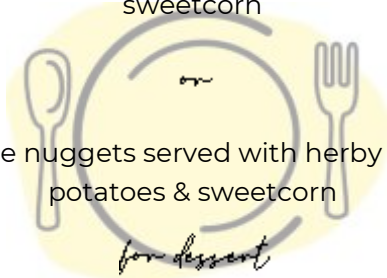 sweetcorn
or
e nuggets served with herby
potatoes & sweetcorn
for dessert